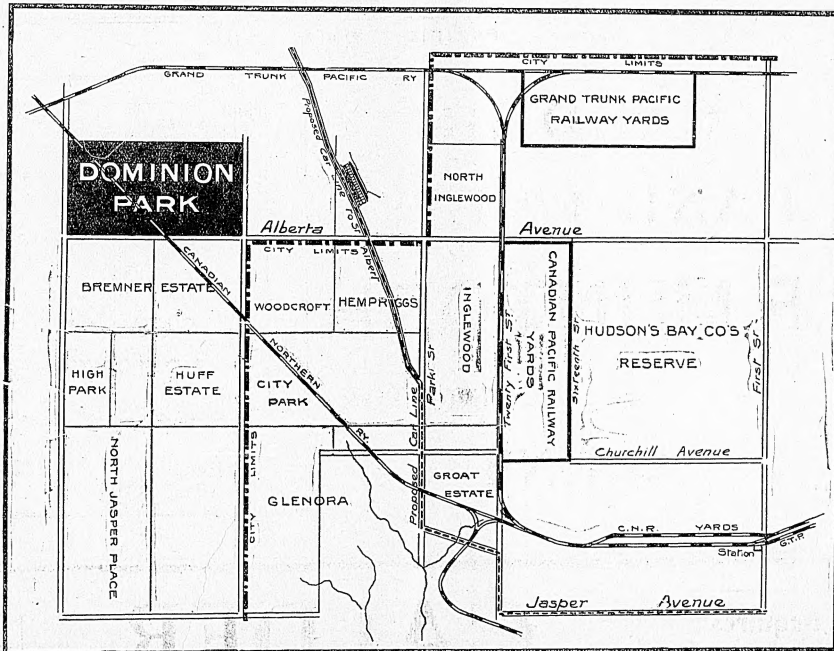 CITY LIMITS
GRAND TRUNK PACIFIC RY
GRAND TRUNK PACIFIC
RAILWAY YARDS
Proposed Car Line To St Albert
DOMINION
PARK
NORTH
INGLEWOOD
Alberta Avenue
CITY LIMITS
CANADIAN NORTHERN RY.
BREMNER ESTATE
WOODCROFT
HEMPRIGGS
INGLEWOOD
Park St
Twenty First ST
CANADIAN PACIFIC RAILWAY
YARDS
Sixteenth St
HUDSON'S BAY CO'S
RESERVE
First St
HIGH
PARK
HUFF
ESTATE
CITY
PARK
NORTH JASPER PLACE
CITY LIMITS
Proposed Car Line
Churchill Avenue
GLENORA
GROAT
ESTATE
C.N.R. YARDS
Station
G.T.P.
Jasper Avenue